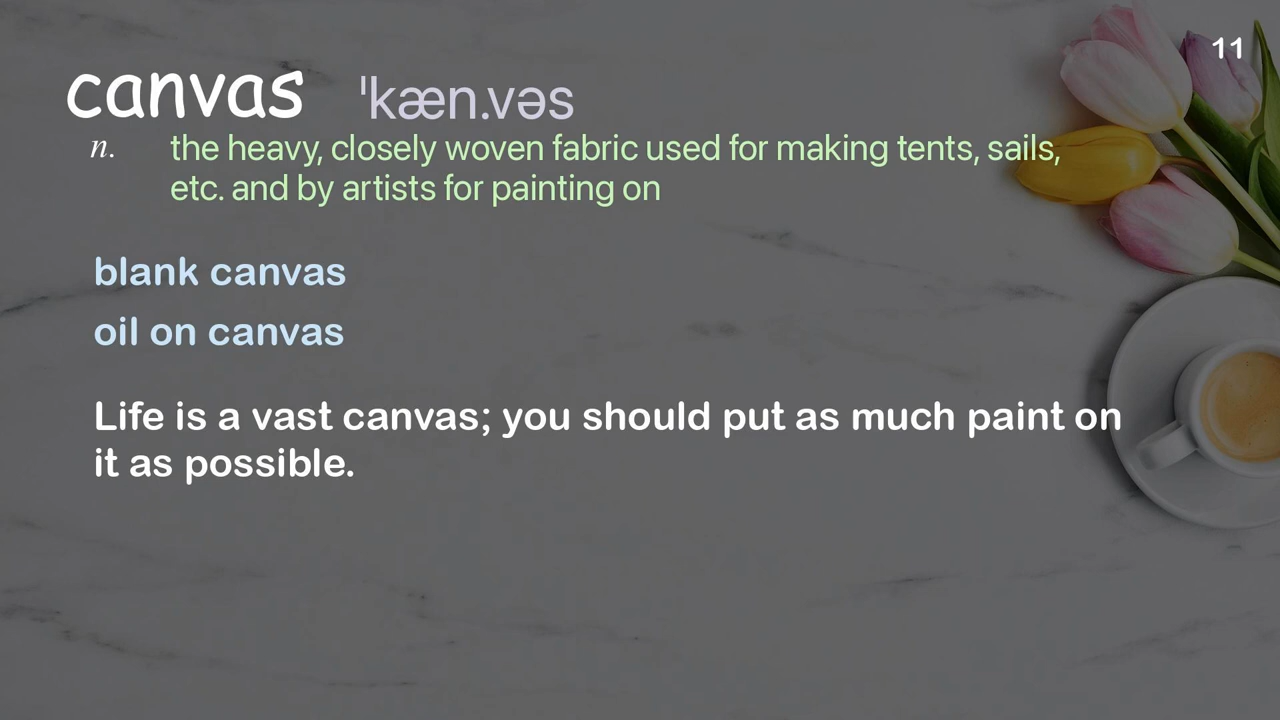 11
canvas ˈkæn.vəs
n. the heavy, closely woven fabric used for making tents, sails,
etc. and by artists for painting on
blank canvas
oil on canvas
Life is a vast canvas; you should put as much paint on
it as possible.